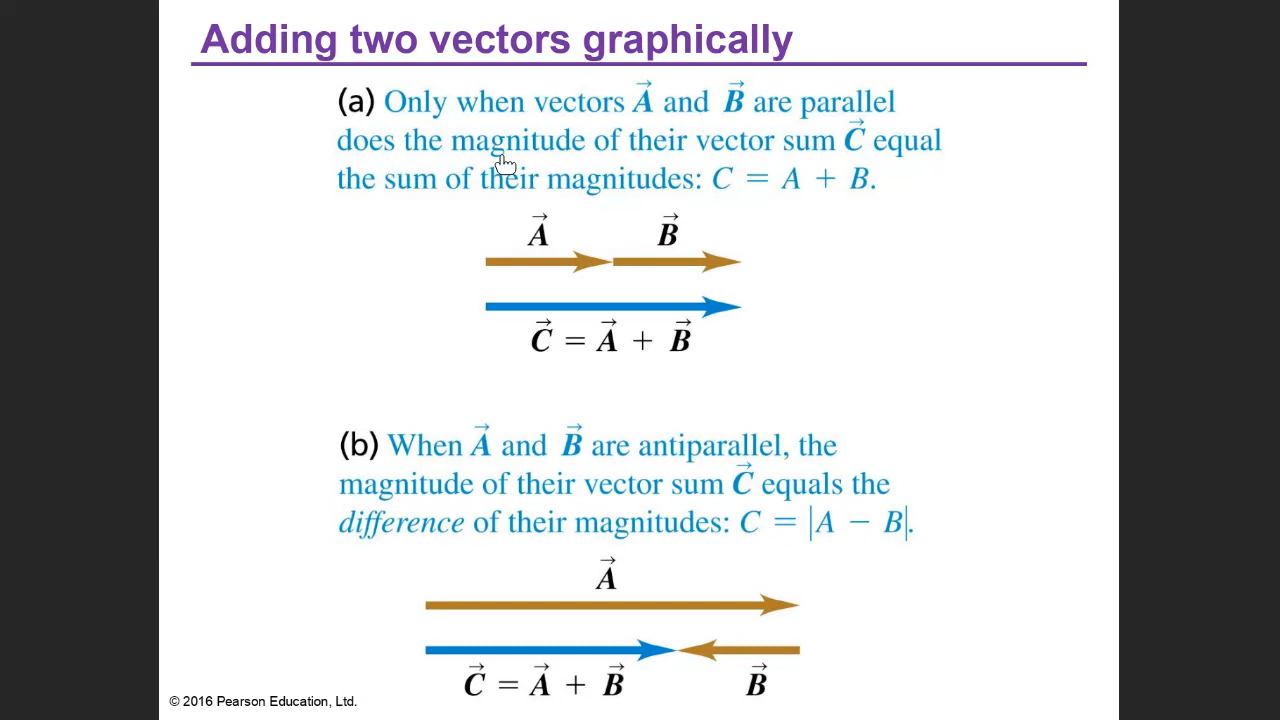 Adding two vectors graphically
(a) Only when vectors A⃗ and B⃗ are parallel
does the magnitude of their vector sum C⃗ equal
the sum of their magnitudes: C = A + B.
A⃗ B⃗
C⃗ = A⃗ + B⃗
(b) When A⃗ and B⃗ are antiparallel, the
magnitude of their vector sum C⃗ equals the
difference of their magnitudes: C = |A − B|.
A⃗
C⃗ = A⃗ + B⃗ B⃗
© 2016 Pearson Education, Ltd.